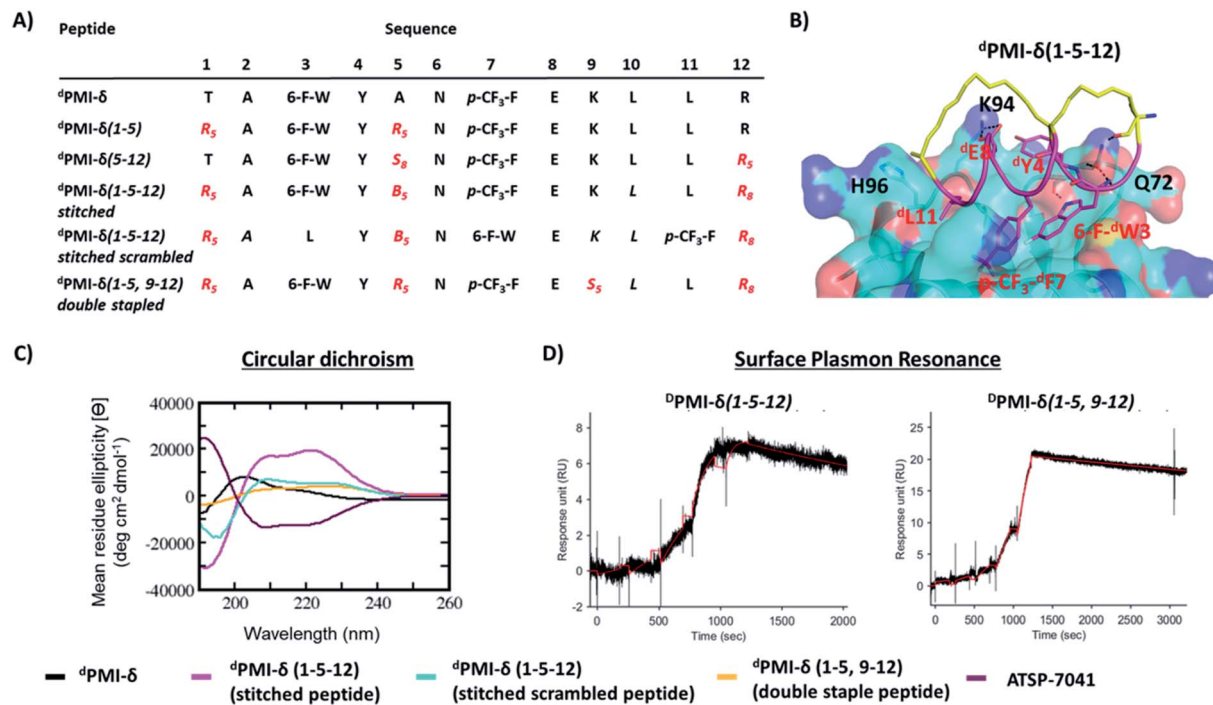 A)
Peptide Sequence
1 2 3 4 5 6 7 8 9 10 11 12
ᵈPMI-δ T A 6-F-W Y A N p-CF₃-F E K L L R
ᵈPMI-δ(1-5) R₅ A 6-F-W Y R₅ N p-CF₃-F E K L L R
ᵈPMI-δ(5-12) T A 6-F-W Y S₈ N p-CF₃-F E K L L R₅
ᵈPMI-δ(1-5-12) R₅ A 6-F-W Y B₅ N p-CF₃-F E K L L R₈
stitched
ᵈPMI-δ(1-5-12) R₅ A L Y B₅ N 6-F-W E K L p-CF₃-F R₈
stitched scrambled
ᵈPMI-δ(1-5, 9-12) R₅ A 6-F-W Y R₅ N p-CF₃-F E S₅ L L R₈
double stapled
B)
ᵈPMI-δ(1-5-12)
K94
ᵈE8
ᵈY4
H96
Q72
ᵈL11
6-F-ᵈW3
p-CF₃-ᵈF7
C)
Circular dichroism
Mean residue ellipticity [Θ]
(deg cm² dmol⁻¹)
40000
20000
0
-20000
-40000
200 220 240 260
Wavelength (nm)
D)
Surface Plasmon Resonance
ᴰPMI-δ(1-5-12)
Response unit (RU)
8
6
4
2
0
-2
0 500 1000 1500 2000
Time (sec)
ᴰPMI-δ(1-5, 9-12)
Response unit (RU)
25
20
15
10
5
0
0 500 1000 1500 2000 2500 3000
Time (sec)
ᵈPMI-δ
ᵈPMI-δ (1-5-12)
(stitched peptide)
ᵈPMI-δ (1-5-12)
(stitched scrambled peptide)
ᵈPMI-δ (1-5, 9-12)
(double staple peptide)
ATSP-7041